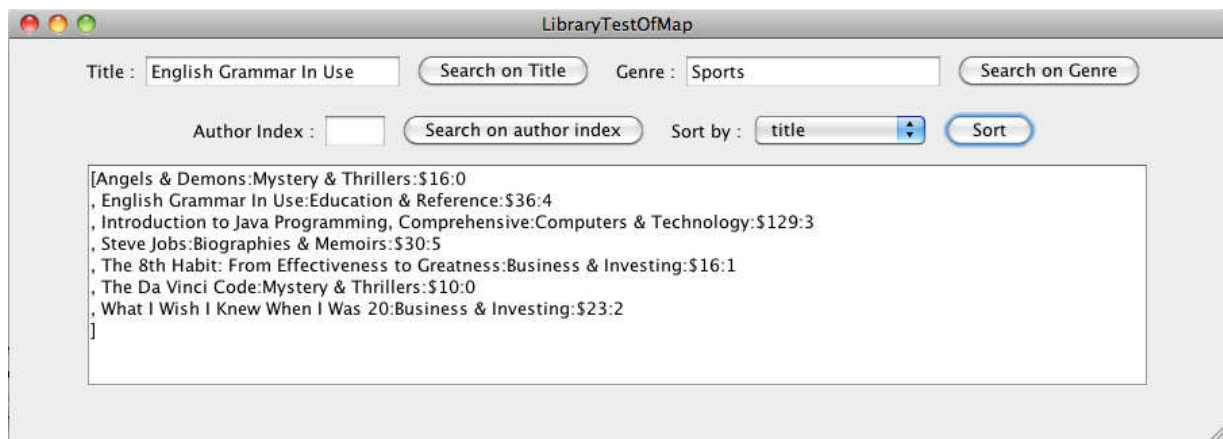 LibraryTestOfMap
Title : English Grammar In Use Search on Title Genre : Sports Search on Genre
Author Index : Search on author index Sort by : title Sort
[Angels & Demons:Mystery & Thrillers:$16:0
, English Grammar In Use:Education & Reference:$36:4
, Introduction to Java Programming, Comprehensive:Computers & Technology:$129:3
, Steve Jobs:Biographies & Memoirs:$30:5
, The 8th Habit: From Effectiveness to Greatness:Business & Investing:$16:1
, The Da Vinci Code:Mystery & Thrillers:$10:0
, What I Wish I Knew When I Was 20:Business & Investing:$23:2
]